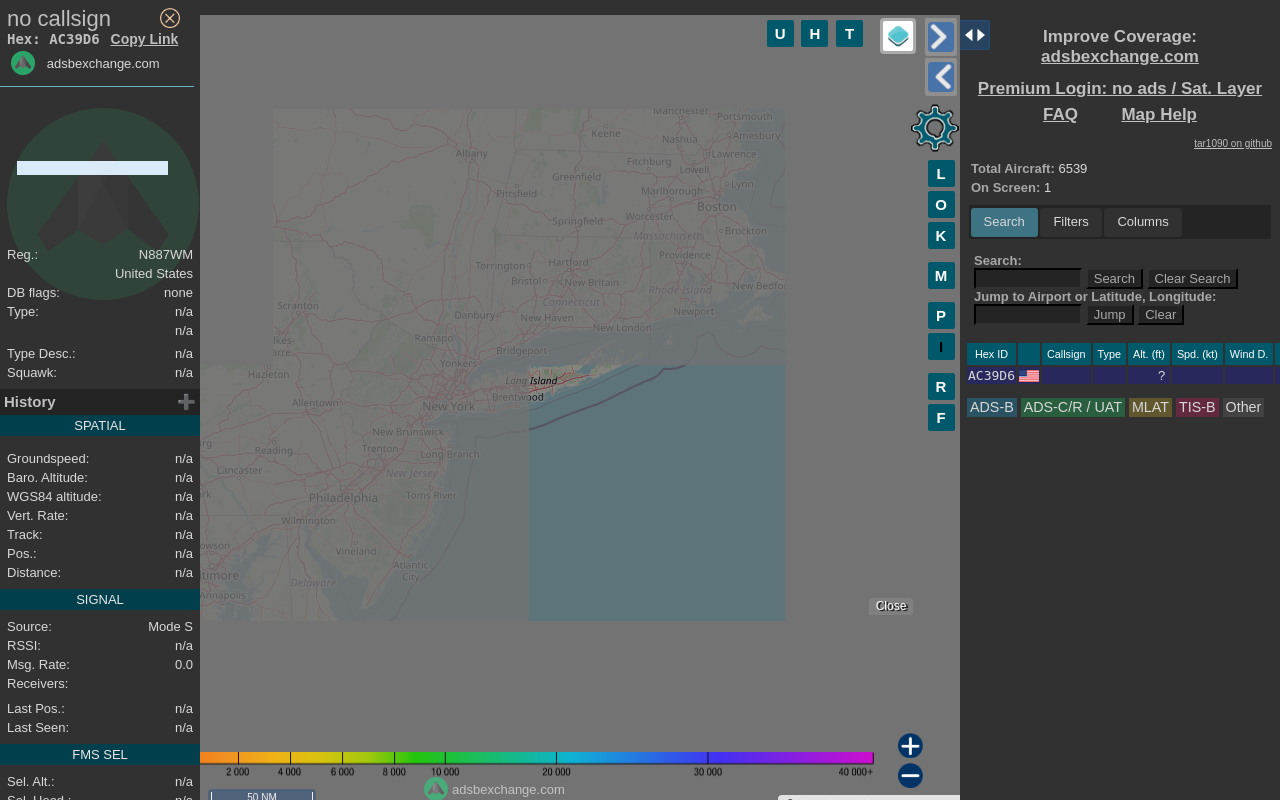 no callsign
Hex: AC39D6 Copy Link
adsbexchange.com
Reg.: N887WM
United States
DB flags: none
Type: n/a
n/a
Type Desc.: n/a
Squawk: n/a
History
SPATIAL
Groundspeed: n/a
Baro. Altitude: n/a
WGS84 altitude: n/a
Vert. Rate: n/a
Track: n/a
Pos.: n/a
Distance: n/a
SIGNAL
Source: Mode S
RSSI: n/a
Msg. Rate: 0.0
Receivers:
Last Pos.: n/a
Last Seen: n/a
FMS SEL
Sel. Alt.: n/a
Sel. Head.: n/a
U H T
L
O
K
M
P
I
R
F
Manchester
Portsmouth
Keene
Nashua
Amesbury
Albany
Fitchburg
Lawrence
Greenfield
Lowell
Pittsfield
Marlborough
Lynn
Springfield
Worcester
Boston
Massachusetts
Brockton
Torrington
Hartford
Providence
Bristol
New Britain
Rhode Island
New Bedfo
Scranton
Connecticut
Danbury
New Haven
Newport
New London
Wilkes-
Barre
Ramapo
Bridgeport
Yonkers
Hazleton
Long Island
Allentown
New York
Brentwood
New Brunswick
Reading
Trenton
Long Branch
Lancaster
New Jersey
Philadelphia
Toms River
Wilmington
owson
Vineland
Atlantic
City
ltimore
Delaware
Annapolis
Close
2 000 4 000 6 000 8 000 10 000 20 000 30 000 40 000+
adsbexchange.com
50 NM
Improve Coverage:
adsbexchange.com
Premium Login: no ads / Sat. Layer
FAQ Map Help
tar1090 on github
Total Aircraft: 6539
On Screen: 1
Search Filters Columns
Search:
Search Clear Search
Jump to Airport or Latitude, Longitude:
Jump Clear
Hex ID Callsign Type Alt. (ft) Spd. (kt) Wind D.
AC39D6 ?
ADS-B ADS-C/R / UAT MLAT TIS-B Other